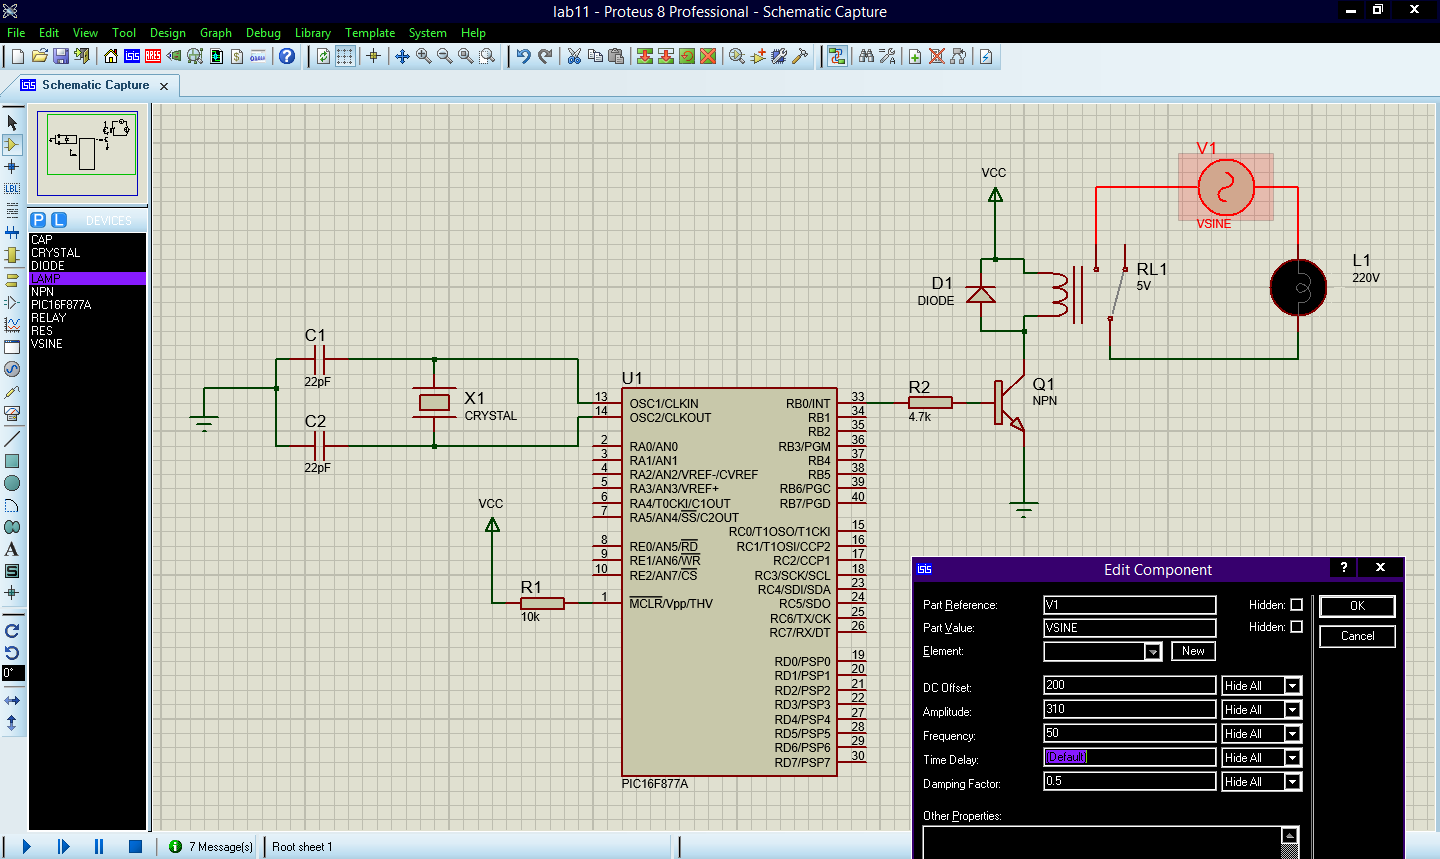 lab11 - Proteus 8 Professional - Schematic Capture
File Edit View Tool Design Graph Debug Library Template System Help
Schematic Capture
P L DEVICES
CAP
CRYSTAL
DIODE
LAMP
NPN
PIC16F877A
RELAY
RES
VSINE
LBL
0°
V1
VSINE
VCC
L1
220V
RL1
5V
D1
DIODE
C1
22pF
X1
CRYSTAL
C2
22pF
Q1
NPN
R2
4.7k
VCC
R1
10k
U1
13 OSC1/CLKIN
14 OSC2/CLKOUT
2 RA0/AN0
3 RA1/AN1
4 RA2/AN2/VREF-/CVREF
5 RA3/AN3/VREF+
6 RA4/T0CKI/C1OUT
7 RA5/AN4/SS/C2OUT
8 RE0/AN5/RD
9 RE1/AN6/WR
10 RE2/AN7/CS
1 MCLR/Vpp/THV
RB0/INT 33
RB1 34
RB2 35
RB3/PGM 36
RB4 37
RB5 38
RB6/PGC 39
RB7/PGD 40
RC0/T1OSO/T1CKI 15
RC1/T1OSI/CCP2 16
RC2/CCP1 17
RC3/SCK/SCL 18
RC4/SDI/SDA 23
RC5/SDO 24
RC6/TX/CK 25
RC7/RX/DT 26
RD0/PSP0 19
RD1/PSP1 20
RD2/PSP2 21
RD3/PSP3 22
RD4/PSP4 27
RD5/PSP5 28
RD6/PSP6 29
RD7/PSP7 30
PIC16F877A
Edit Component ? X
Part Reference: V1 Hidden:
Part Value: VSINE Hidden:
Element: New
OK
Cancel
DC Offset: 200 Hide All
Amplitude: 310 Hide All
Frequency: 50 Hide All
Time Delay: (Default) Hide All
Damping Factor: 0.5 Hide All
Other Properties:
7 Message(s) Root sheet 1